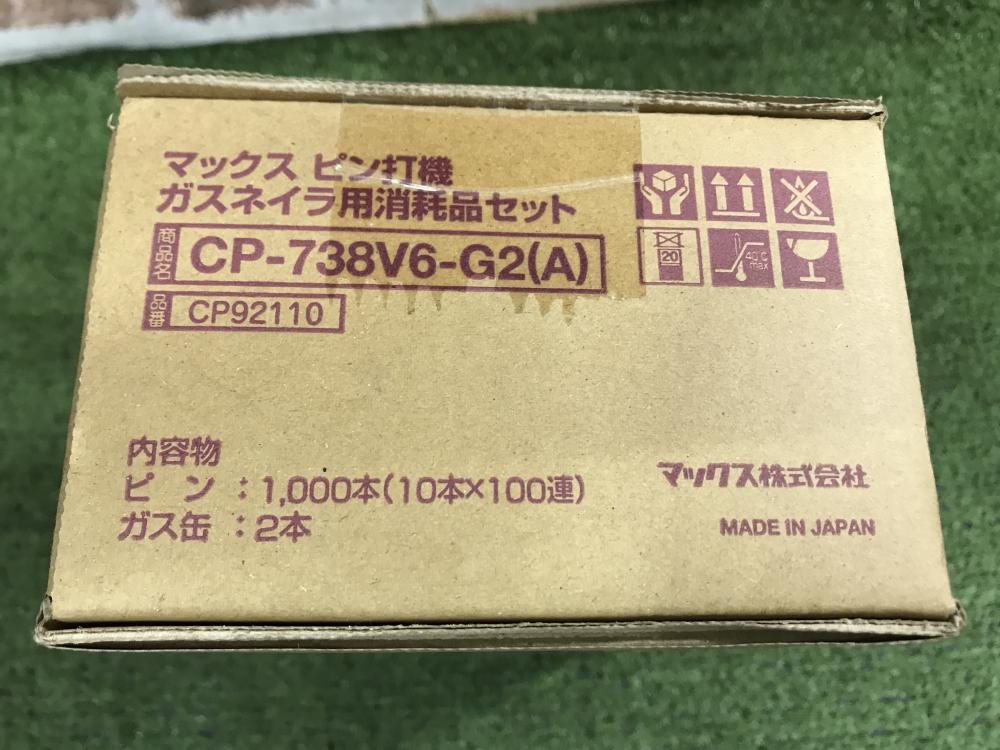 マックス ピン打機
ガスネイラ用消耗品セット
商品名 CP-738V6-G2(A)
品番 CP92110
20
40℃ max
内容物
ピン：1,000本(10本×100連)
ガス缶：2本
マックス株式会社
MADE IN JAPAN